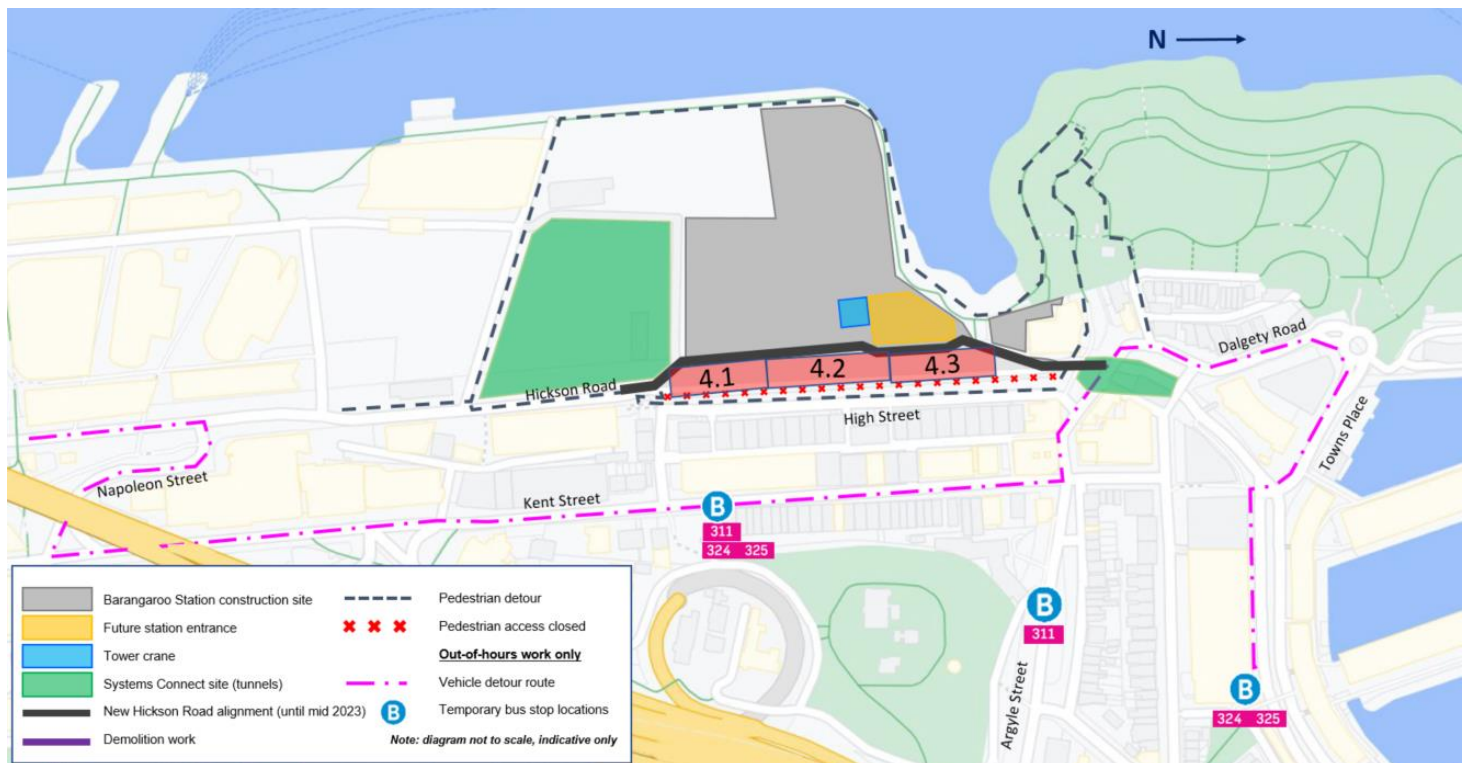 N
Dalgety Road
4.1
4.2
4.3
Hickson Road
High Street
Towns Place
Napoleon Street
Kent Street
B
311
324 325
B
311
Argyle Street
B
324 325
Barangaroo Station construction site
Future station entrance
Tower crane
Systems Connect site (tunnels)
New Hickson Road alignment (until mid 2023)
Demolition work
Pedestrian detour
Pedestrian access closed
Out-of-hours work only
Vehicle detour route
B
Temporary bus stop locations
Note: diagram not to scale, indicative only